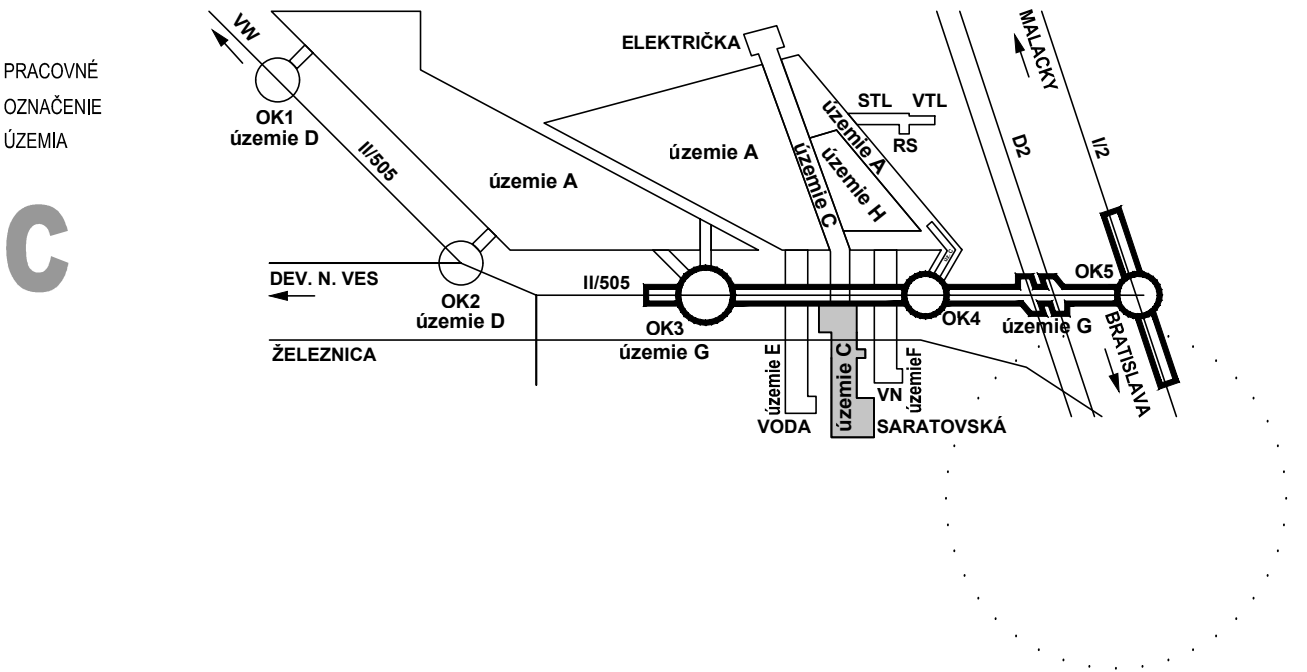 PRACOVNÉ
OZNAČENIE
ÚZEMIA
C
VW
OK1
územie D
II/505
ELEKTRIČKA
územie A
územie A
územie A
územie C
územie H
STL VTL
RS
MALACKY
D2
I/2
DEV. N. VES
OK2
územie D
II/505
OK3
územie G
OK4
OK5
územie G
BRATISLAVA
ŽELEZNICA
územie E
VODA
územie C
VN
územieF
SARATOVSKÁ